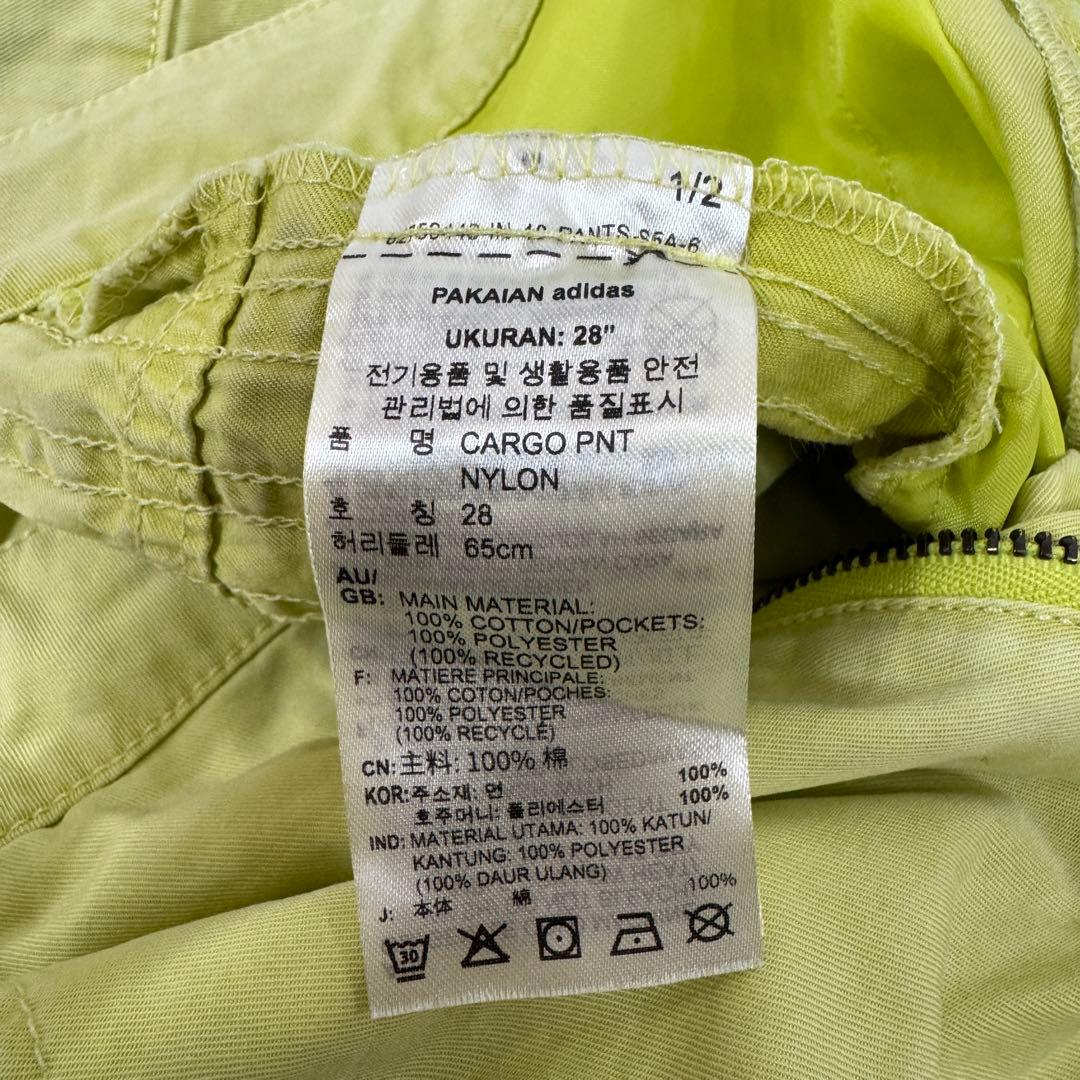 1/2
PANTS-S5A-6
PAKAIAN adidas
UKURAN: 28"
전기용품 및 생활용품 안전
관리법에 의한 품질표시
품 명 CARGO PNT
NYLON
호 칭 28
허리둘레 65cm
AU/
GB: MAIN MATERIAL:
100% COTTON/POCKETS:
100% POLYESTER
(100% RECYCLED)
F: MATIERE PRINCIPALE:
100% COTON/POCHES:
100% POLYESTER
(100% RECYCLE)
CN: 主料: 100% 棉
KOR: 주소재: 면 100%
호주머니: 폴리에스터 100%
IND: MATERIAL UTAMA: 100% KATUN/
KANTUNG: 100% POLYESTER
(100% DAUR ULANG)
J: 本体 綿 100%
30